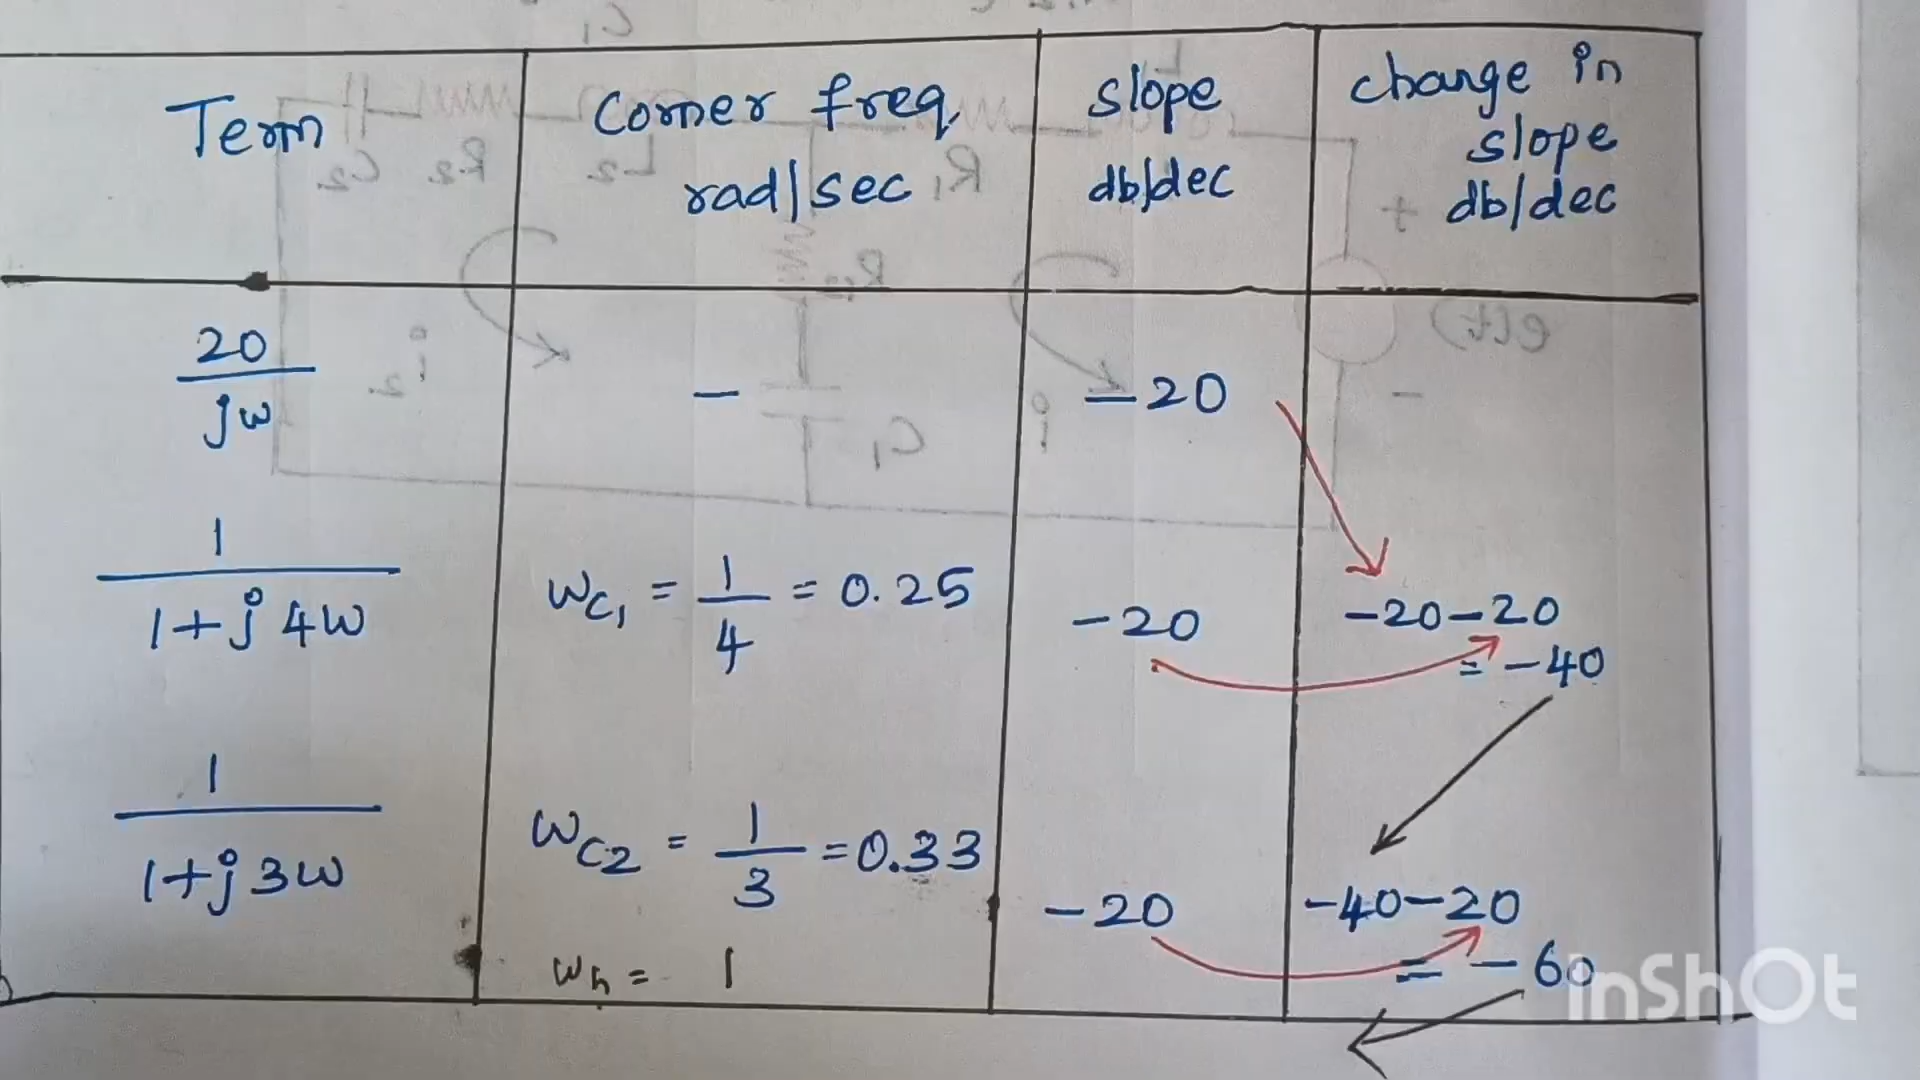 Term
Corner freq
rad/sec
slope
db/dec
change in
slope
db/dec
20
jω
-
-20
1
1+j4ω
ωc1 = 1/4 = 0.25
-20
-20-20
= -40
1
1+j3ω
ωc2 = 1/3 = 0.33
-20
-40-20
= -60
ωh = 1
InShOt